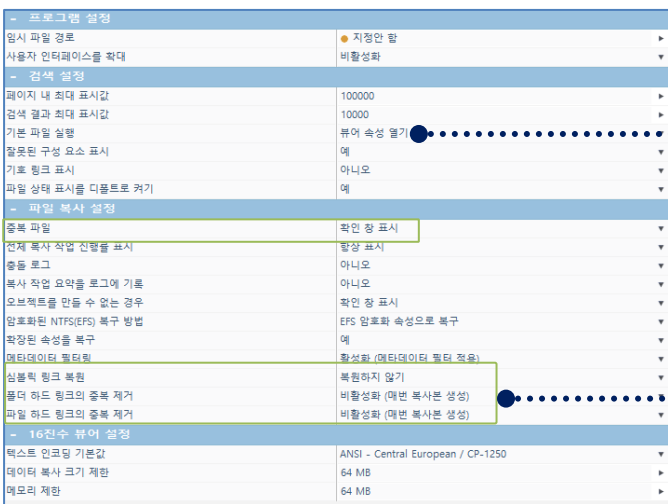 - 프로그램 설정
임시 파일 경로 지정안 함
사용자 인터페이스를 확대 비활성화
- 검색 설정
페이지 내 최대 표시값 100000
검색 결과 최대 표시값 10000
기본 파일 실행 뷰어 속성 열기
잘못된 구성 요소 표시 예
기호 링크 표시 아니오
파일 상태 표시를 디폴트로 켜기 예
- 파일 복사 설정
중복 파일 확인 창 표시
전체 복사 작업 진행률 표시 항상 표시
충돌 로그 아니오
복사 작업 요약을 로그에 기록 아니오
오브젝트를 만들 수 없는 경우 확인 창 표시
암호화된 NTFS(EFS) 복구 방법 EFS 암호화 속성으로 복구
확장된 속성을 복구 예
메타데이터 필터링 활성화 (메타데이터 필터 적용)
심볼릭 링크 복원 복원하지 않기
폴더 하드 링크의 중복 제거 비활성화 (매번 복사본 생성)
파일 하드 링크의 중복 제거 비활성화 (매번 복사본 생성)
- 16진수 뷰어 설정
텍스트 인코딩 기본값 ANSI - Central European / CP-1250
데이터 복사 크기 제한 64 MB
메모리 제한 64 MB